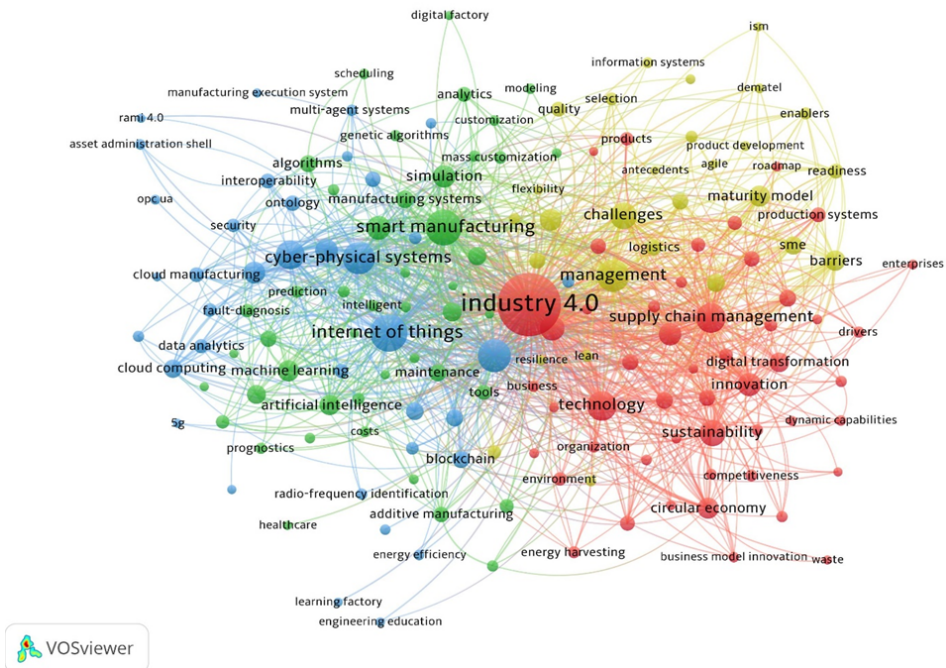 digital factory
ism
information systems
scheduling
manufacturing execution system
analytics
modeling
dematel
selection
multi-agent systems
quality
enablers
rami 4.0
customization
genetic algorithms
products
asset administration shell
product development
mass customization
algorithms
antecedents
agile
roadmap
readiness
simulation
interoperability
flexibility
opc ua
ontology
manufacturing systems
maturity model
challenges
production systems
security
smart manufacturing
logistics
sme
cyber-physical systems
barriers
enterprises
cloud manufacturing
management
prediction
industry 4.0
intelligent
fault-diagnosis
supply chain management
internet of things
drivers
data analytics
resilience
lean
digital transformation
cloud computing
machine learning
maintenance
business
innovation
tools
artificial intelligence
technology
5g
costs
dynamic capabilities
sustainability
prognostics
organization
blockchain
environment
competitiveness
radio-frequency identification
circular economy
additive manufacturing
healthcare
energy efficiency
energy harvesting
business model innovation
waste
learning factory
engineering education
VOSviewer